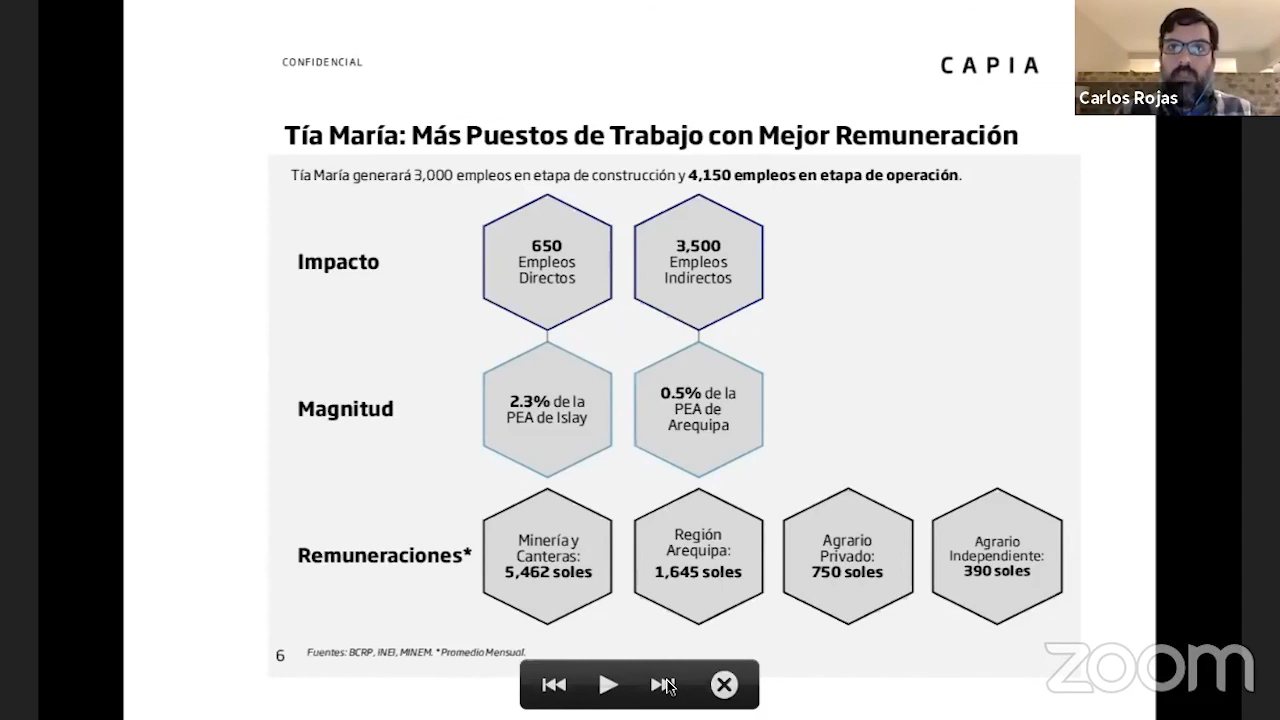 CONFIDENCIAL
CAPIA
Carlos Rojas
Tía María: Más Puestos de Trabajo con Mejor Remuneración
Tía María generará 3,000 empleos en etapa de construcción y 4,150 empleos en etapa de operación.
Impacto
650
Empleos
Directos
3,500
Empleos
Indirectos
Magnitud
2.3% de la
PEA de Islay
0.5% de la
PEA de
Arequipa
Remuneraciones*
Minería y
Canteras:
5,462 soles
Región
Arequipa:
1,645 soles
Agrario
Privado:
750 soles
Agrario
Independiente:
390 soles
6
Fuentes: BCRP, INEI, MINEM. *Promedio Mensual.
zoom